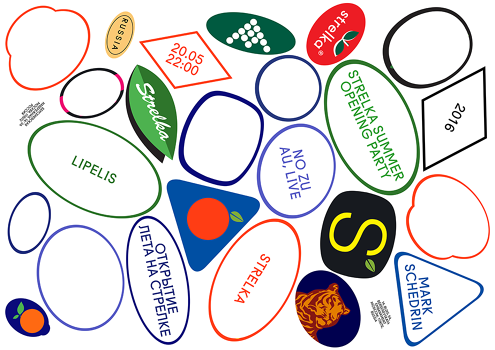 RUSSIA
20.05
22:00
strelka
®
Strelka
STRELKA SUMMER
OPENING PARTY
2016
LIPELIS
NO ZU
AU, LIVE
ОТКРЫТИЕ
ЛЕТА НА СТРЕЛКЕ
STRELKA
S
MARK
SCHEDRIN